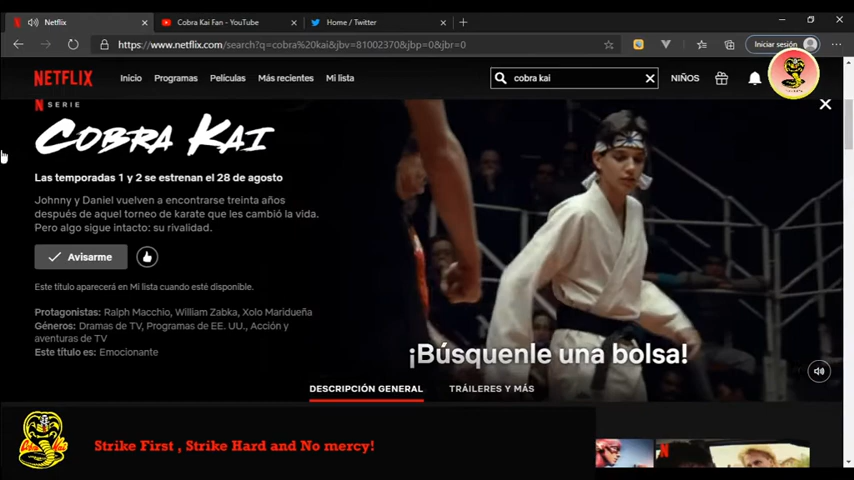 Netflix
Cobra Kai Fan - YouTube
Home / Twitter
https://www.netflix.com/search?q=cobra%20kai&jbv=81002370&jbp=0&jbr=0
Iniciar sesión
NETFLIX
Inicio Programas Películas Más recientes Mi lista
cobra kai
NIÑOS
N SERIE
COBRA KAI
Las temporadas 1 y 2 se estrenan el 28 de agosto
Johnny y Daniel vuelven a encontrarse treinta años
después de aquel torneo de karate que les cambió la vida.
Pero algo sigue intacto: su rivalidad.
Avisarme
Este título aparecerá en Mi lista cuando esté disponible.
Protagonistas: Ralph Macchio, William Zabka, Xolo Maridueña
Géneros: Dramas de TV, Programas de EE. UU., Acción y
aventuras de TV
Este título es: Emocionante
¡Búsquenle una bolsa!
DESCRIPCIÓN GENERAL TRÁILERES Y MÁS
Strike First , Strike Hard and No mercy!